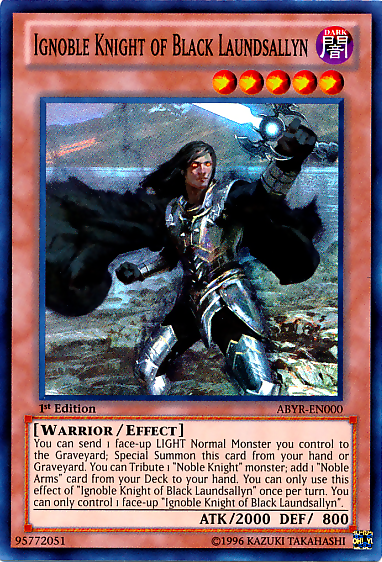 IGNOBLE KNIGHT OF BLACK LAUNDSALLYN
DARK
闇
1st Edition
ABYR-EN000
[WARRIOR / EFFECT]
You can send 1 face-up LIGHT Normal Monster you control
to the Graveyard; Special Summon this card from your hand or
Graveyard. You can Tribute 1 "Noble Knight" monster; add 1 "Noble
Arms" card from your Deck to your hand. You can only use this
effect of "Ignoble Knight of Black Laundsallyn" once per turn. You
can only control 1 face-up "Ignoble Knight of Black Laundsallyn".
ATK/2000 DEF/ 800
95772051
©1996 KAZUKI TAKAHASHI